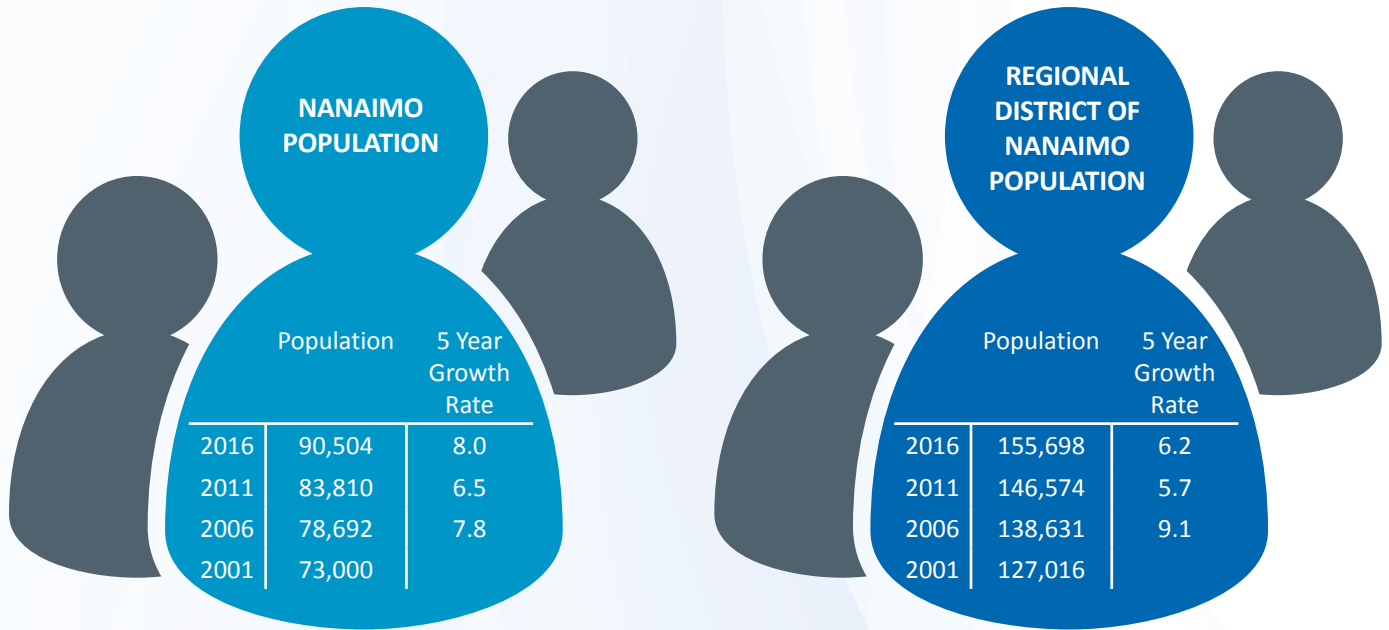 NANAIMO
POPULATION
Population 5 Year
Growth
Rate
2016 90,504 8.0
2011 83,810 6.5
2006 78,692 7.8
2001 73,000
REGIONAL
DISTRICT OF
NANAIMO
POPULATION
Population 5 Year
Growth
Rate
2016 155,698 6.2
2011 146,574 5.7
2006 138,631 9.1
2001 127,016